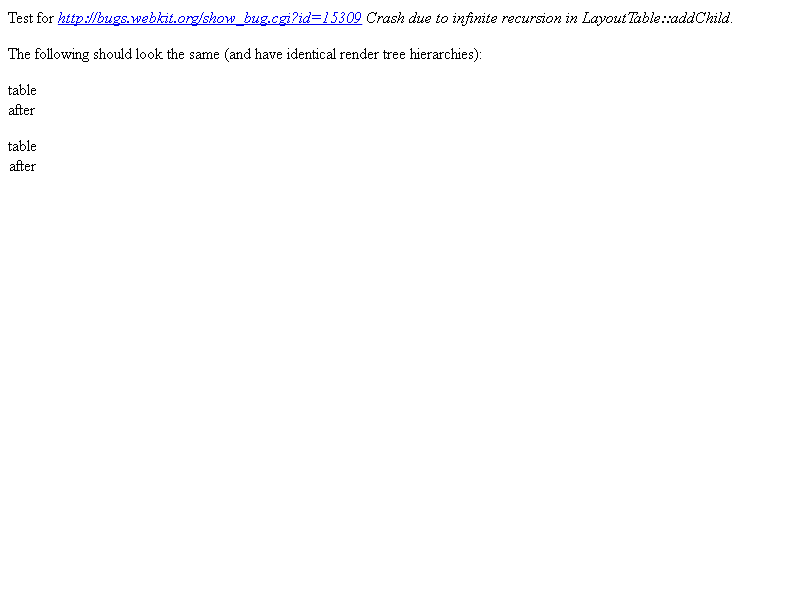 Test for http://bugs.webkit.org/show_bug.cgi?id=15309 Crash due to infinite recursion in LayoutTable::addChild.
The following should look the same (and have identical render tree hierarchies):
table
after
table
after